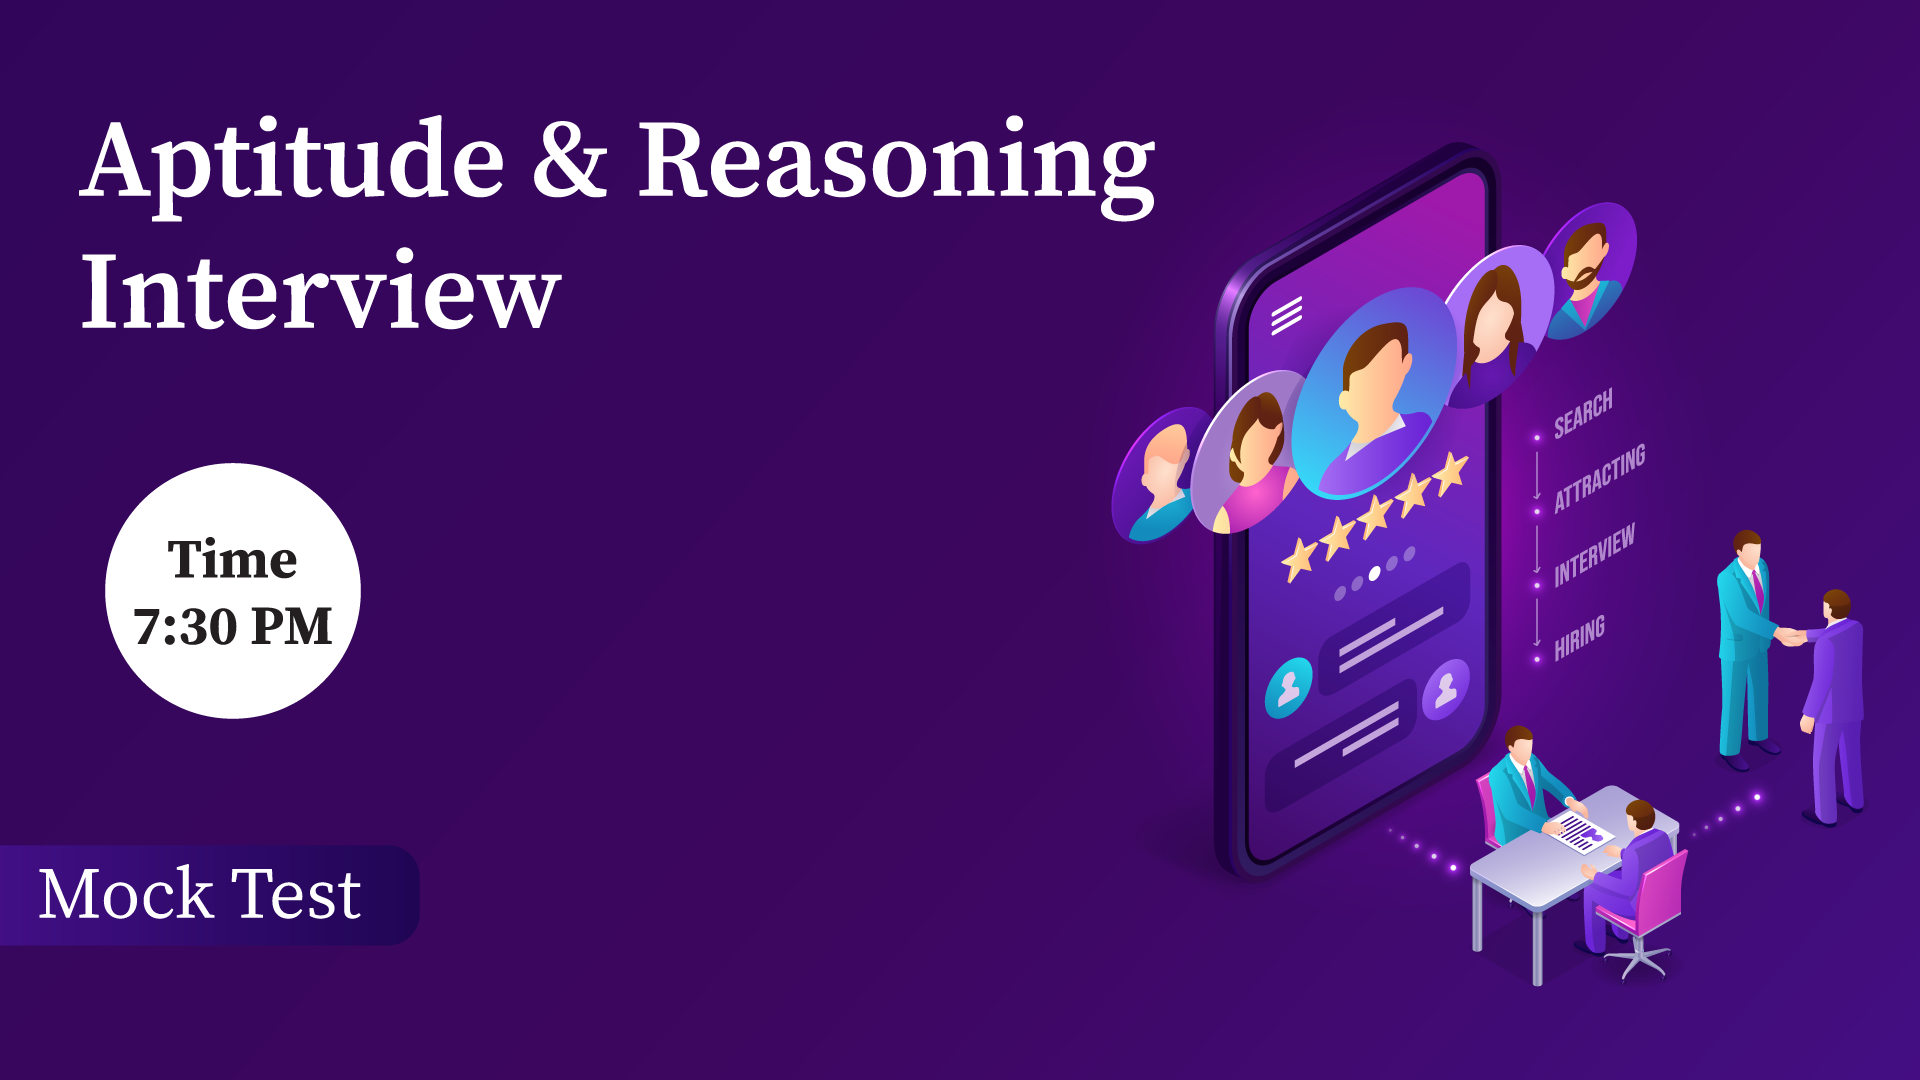 Aptitude & Reasoning
Interview
Time
7:30 PM
Mock Test
SEARCH
ATTRACTING
INTERVIEW
HIRING